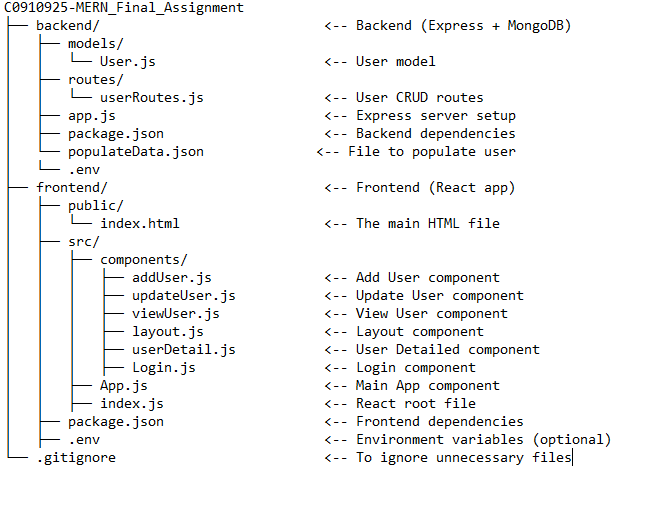 C0910925-MERN_Final_Assignment
├── backend/                           <-- Backend (Express + MongoDB)
│   ├── models/
│   │   └── User.js                     <-- User model
│   ├── routes/
│   │   └── userRoutes.js               <-- User CRUD routes
│   ├── app.js                          <-- Express server setup
│   ├── package.json                    <-- Backend dependencies
│   └── populateData.json              <-- File to populate user
│   └── .env
├── frontend/                           <-- Frontend (React app)
│   ├── public/
│   │   └── index.html                  <-- The main HTML file
│   ├── src/
│   │   ├── components/
│   │   │   ├── addUser.js              <-- Add User component
│   │   │   ├── updateUser.js           <-- Update User component
│   │   │   ├── viewUser.js             <-- View User component
│   │   │   ├── layout.js               <-- Layout component
│   │   │   ├── userDetail.js           <-- User Detailed component
│   │   │   ├── Login.js                <-- Login component
│   │   ├── App.js                      <-- Main App component
│   │   ├── index.js                    <-- React root file
│   ├── package.json                    <-- Frontend dependencies
│   ├── .env                            <-- Environment variables (optional)
└── .gitignore                          <-- To ignore unnecessary files